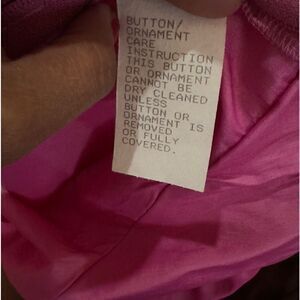 BUTTON/
ORNAMENT
CARE
INSTRUCTION
THIS BUTTON
OR ORNAMENT
CANNOT BE
DRY CLEANED
UNLESS
BUTTON OR
ORNAMENT IS
REMOVED
OR FULLY
COVERED.